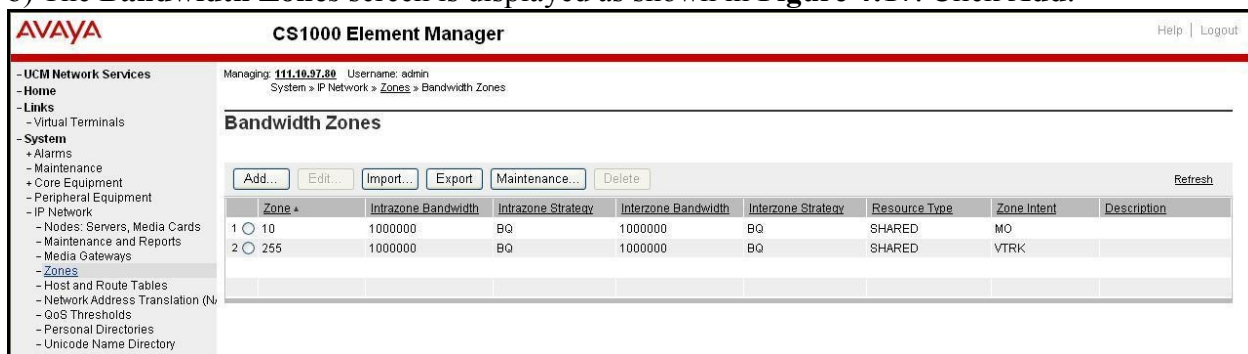 b) The Bandwidth Zones screen is displayed as shown in Figure 4.17. Click Add.
AVAYA
CS1000 Element Manager
Help | Logout
- UCM Network Services
- Home
- Links
- Virtual Terminals
- System
+ Alarms
- Maintenance
+ Core Equipment
- Peripheral Equipment
- IP Network
- Nodes: Servers, Media Cards
- Maintenance and Reports
- Media Gateways
- Zones
- Host and Route Tables
- Network Address Translation (N
- QoS Thresholds
- Personal Directories
- Unicode Name Directory
Managing: 111.10.97.80 Username: admin
System » IP Network » Zones » Bandwidth Zones
Bandwidth Zones
Add... Edit... Import... Export Maintenance... Delete Refresh
Zone Intrazone Bandwidth Intrazone Strategy Interzone Bandwidth Interzone Strategy Resource Type Zone Intent Description
1 10 1000000 BQ 1000000 BQ SHARED MO
2 255 1000000 BQ 1000000 BQ SHARED VTRK